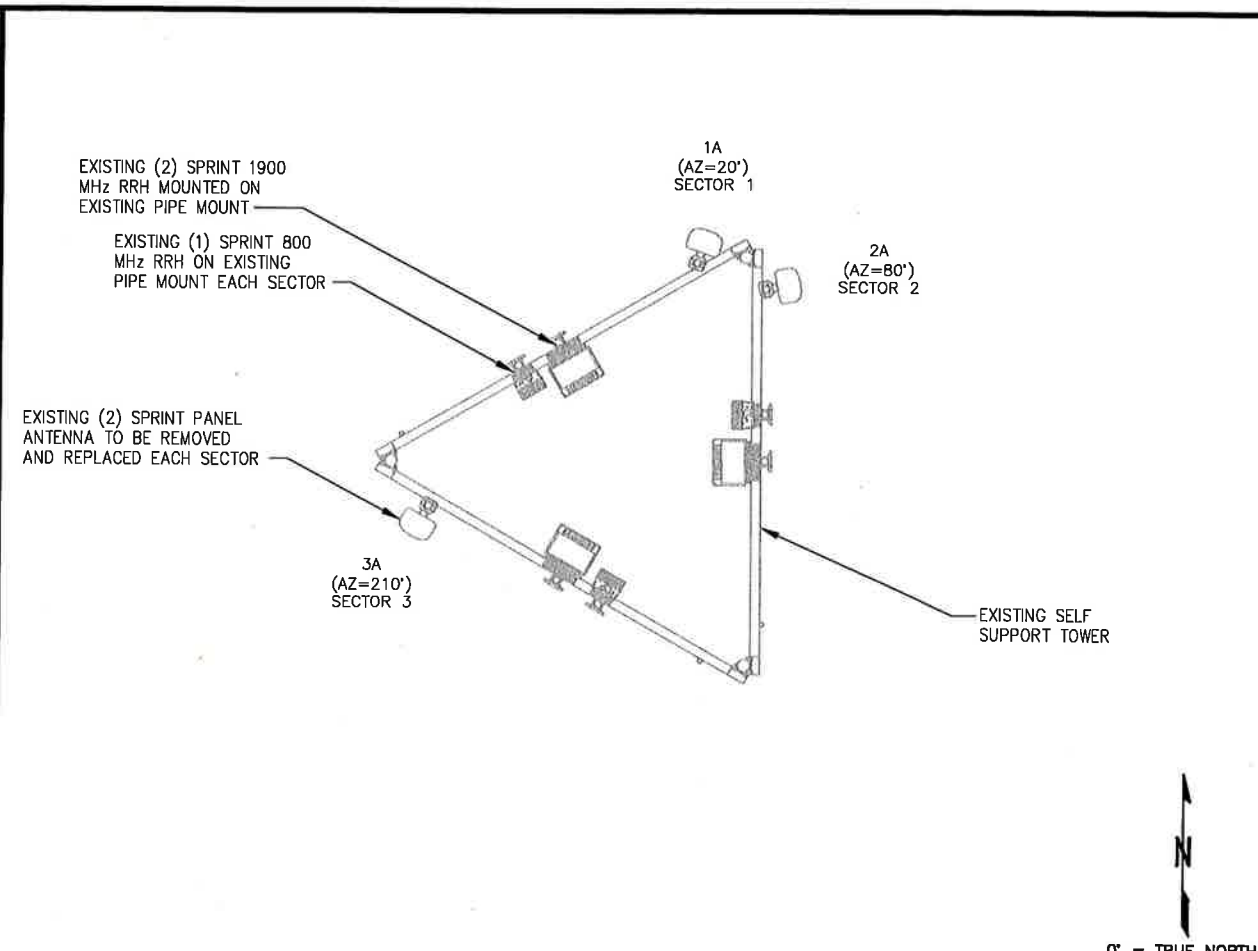 EXISTING (2) SPRINT 1900
MHz RRH MOUNTED ON
EXISTING PIPE MOUNT
EXISTING (1) SPRINT 800
MHz RRH ON EXISTING
PIPE MOUNT EACH SECTOR
1A
(AZ=20°)
SECTOR 1
2A
(AZ=80°)
SECTOR 2
EXISTING (2) SPRINT PANEL
ANTENNA TO BE REMOVED
AND REPLACED EACH SECTOR
3A
(AZ=210°)
SECTOR 3
EXISTING SELF
SUPPORT TOWER
N
0° = TRUE NORTH